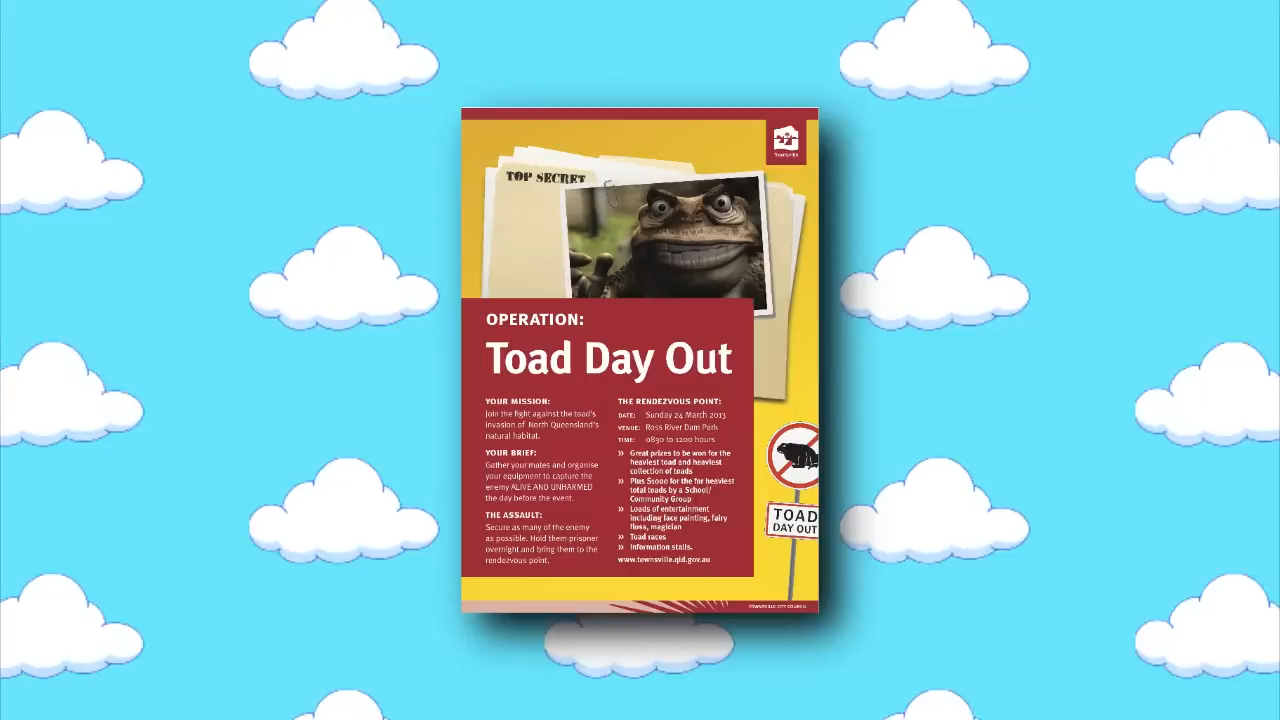 Townsville
TOP SECRET
OPERATION:
Toad Day Out
YOUR MISSION:
Join the fight against the toad's
invasion of North Queensland's
natural habitat.
YOUR BRIEF:
Gather your mates and organise
your equipment to capture the
enemy ALIVE AND UNHARMED
the day before the event.
THE ASSAULT:
Secure as many of the enemy
as possible. Hold them prisoner
overnight and bring them to the
rendezvous point.
THE RENDEZVOUS POINT:
DATE: Sunday 24 March 2013
VENUE: Ross River Dam Park
TIME: 0830 to 1200 hours
» Great prizes to be won for the
heaviest toad and heaviest
collection of toads
» Plus $1000 for the for heaviest
total toads by a School/
Community Group
» Loads of entertainment
including face painting, fairy
floss, magician
» Toad races
» Information stalls.
www.townsville.qld.gov.au
TOAD
DAY OUT
TOWNSVILLE CITY COUNCIL